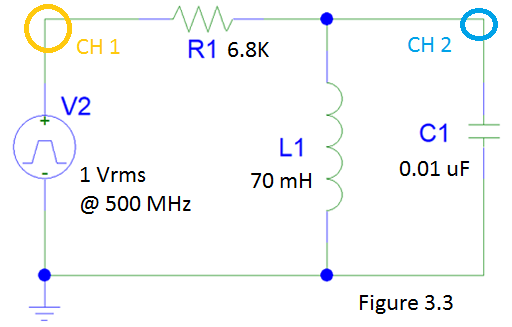 CH 1
R1 6.8K
CH 2
V2
+
-
1 Vrms
@ 500 MHz
L1
70 mH
C1
0.01 uF
Figure 3.3